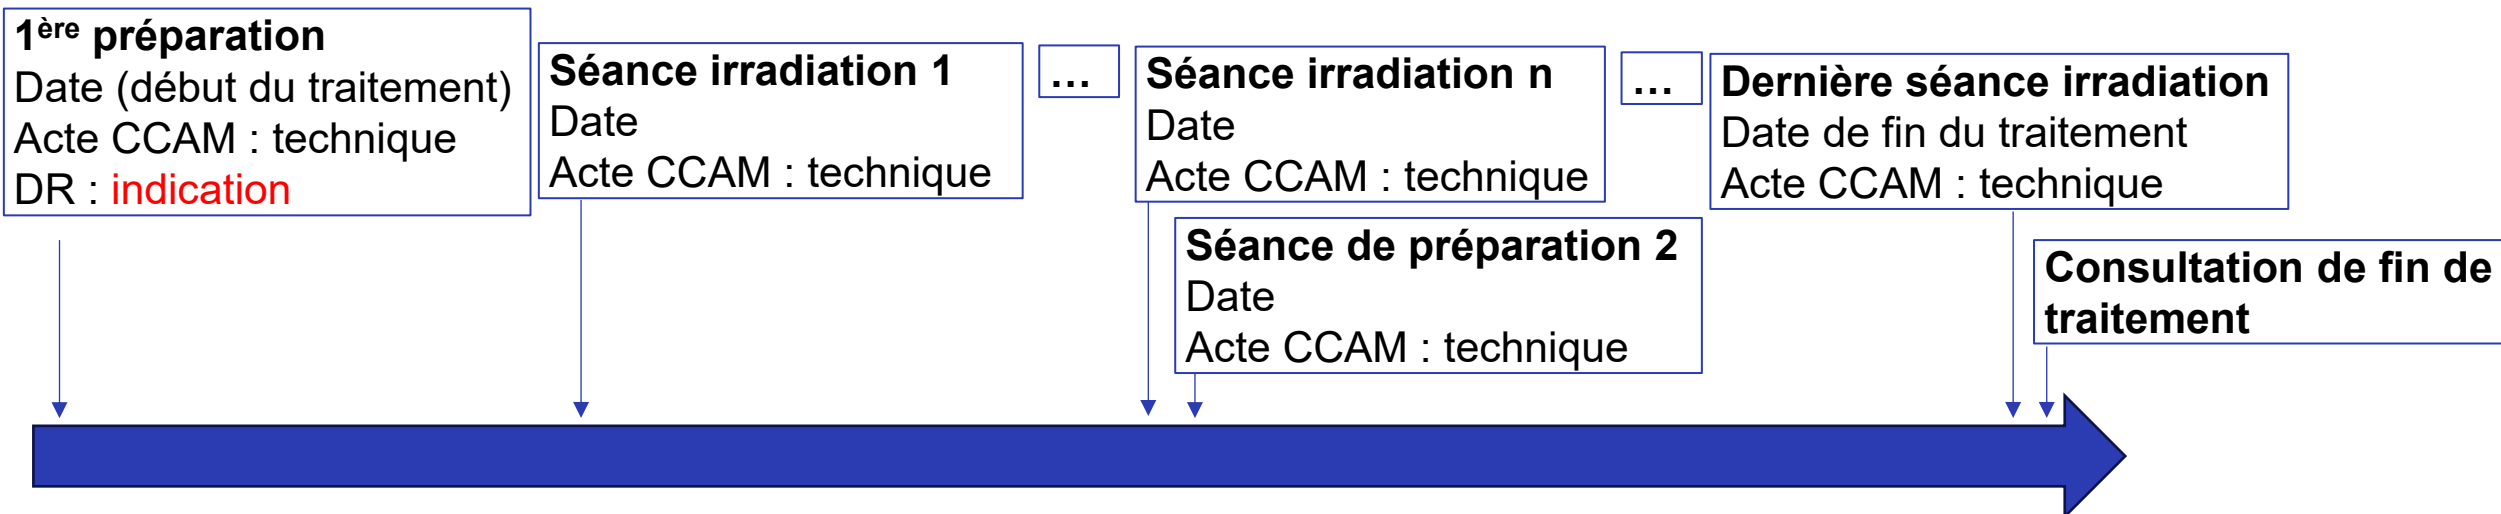 1ère préparation
Date (début du traitement)
Acte CCAM : technique
DR : indication
Séance irradiation 1
Date
Acte CCAM : technique
...
Séance irradiation n
Date
Acte CCAM : technique
...
Dernière séance irradiation
Date de fin du traitement
Acte CCAM : technique
Séance de préparation 2
Date
Acte CCAM : technique
Consultation de fin de
traitement